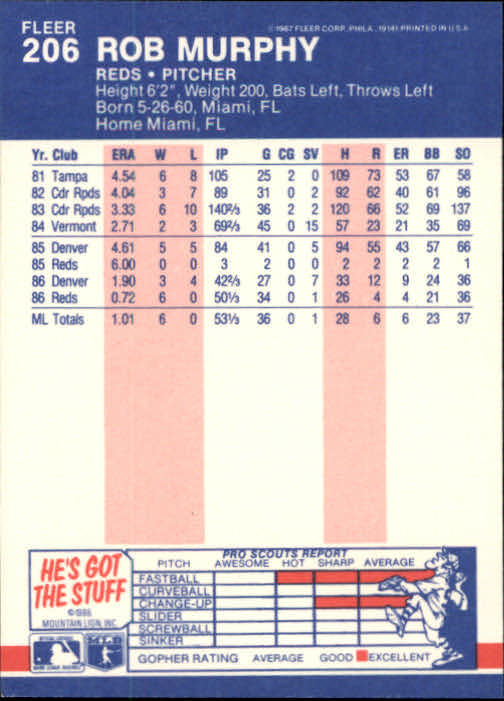 FLEER
206 ROB MURPHY
©1987 FLEER CORP., PHILA., 19141 PRINTED IN U.S.A.
REDS • PITCHER
Height 6'2", Weight 200, Bats Left, Throws Left
Born 5-26-60, Miami, FL
Home Miami, FL
Yr. Club ERA W L IP G CG SV H R ER BB SO
81 Tampa 4.54 6 8 105 25 2 0 109 73 53 67 58
82 Cdr Rpds 4.04 3 7 89 31 0 2 92 62 40 61 96
83 Cdr Rpds 3.33 6 10 140⅔ 36 2 2 120 66 52 69 137
84 Vermont 2.71 2 3 69⅔ 45 0 15 57 23 21 35 69
85 Denver 4.61 5 5 84 41 0 5 94 55 43 57 66
85 Reds 6.00 0 0 3 2 0 0 2 2 2 2 1
86 Denver 1.90 3 4 42⅔ 27 0 7 33 12 9 24 36
86 Reds 0.72 6 0 50⅓ 34 0 1 26 4 4 21 36
ML Totals 1.01 6 0 53⅓ 36 0 1 28 6 6 23 37
HE'S GOT
THE STUFF
©1986
MOUNTAIN LION, INC.
MLB
PRO SCOUTS REPORT
PITCH AWESOME HOT SHARP AVERAGE
FASTBALL
CURVEBALL
CHANGE-UP
SLIDER
SCREWBALL
SINKER
GOPHER RATING AVERAGE GOOD EXCELLENT